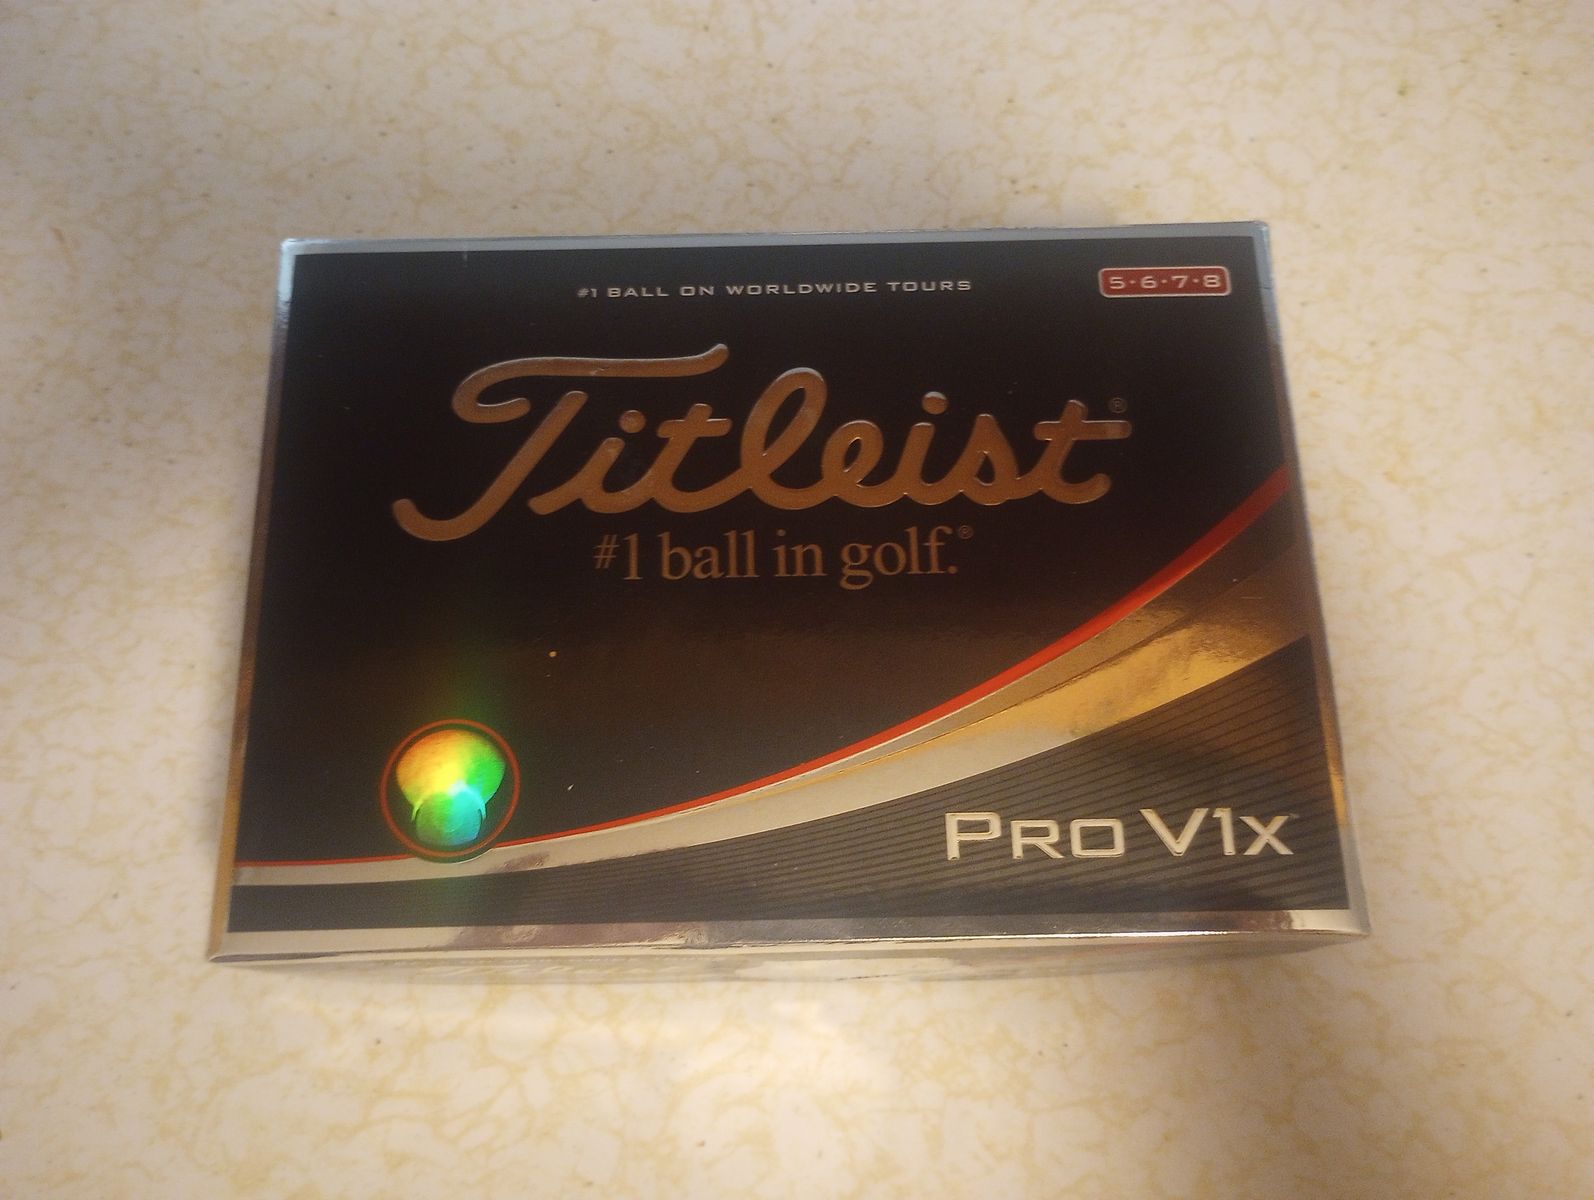 #1 BALL ON WORLDWIDE TOURS
5·6·7·8
Titleist®
#1 ball in golf.®
PRO V1x